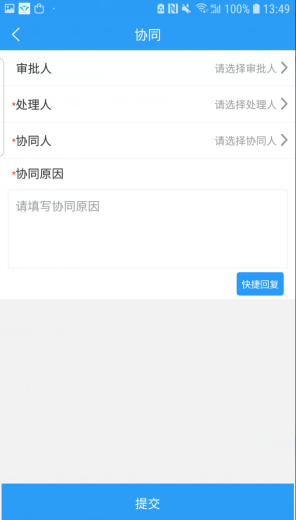 100% 13:49
协同
审批人 请选择审批人
*处理人 请选择处理人
*协同人 请选择协同人
*协同原因
请填写协同原因
快捷回复
提交